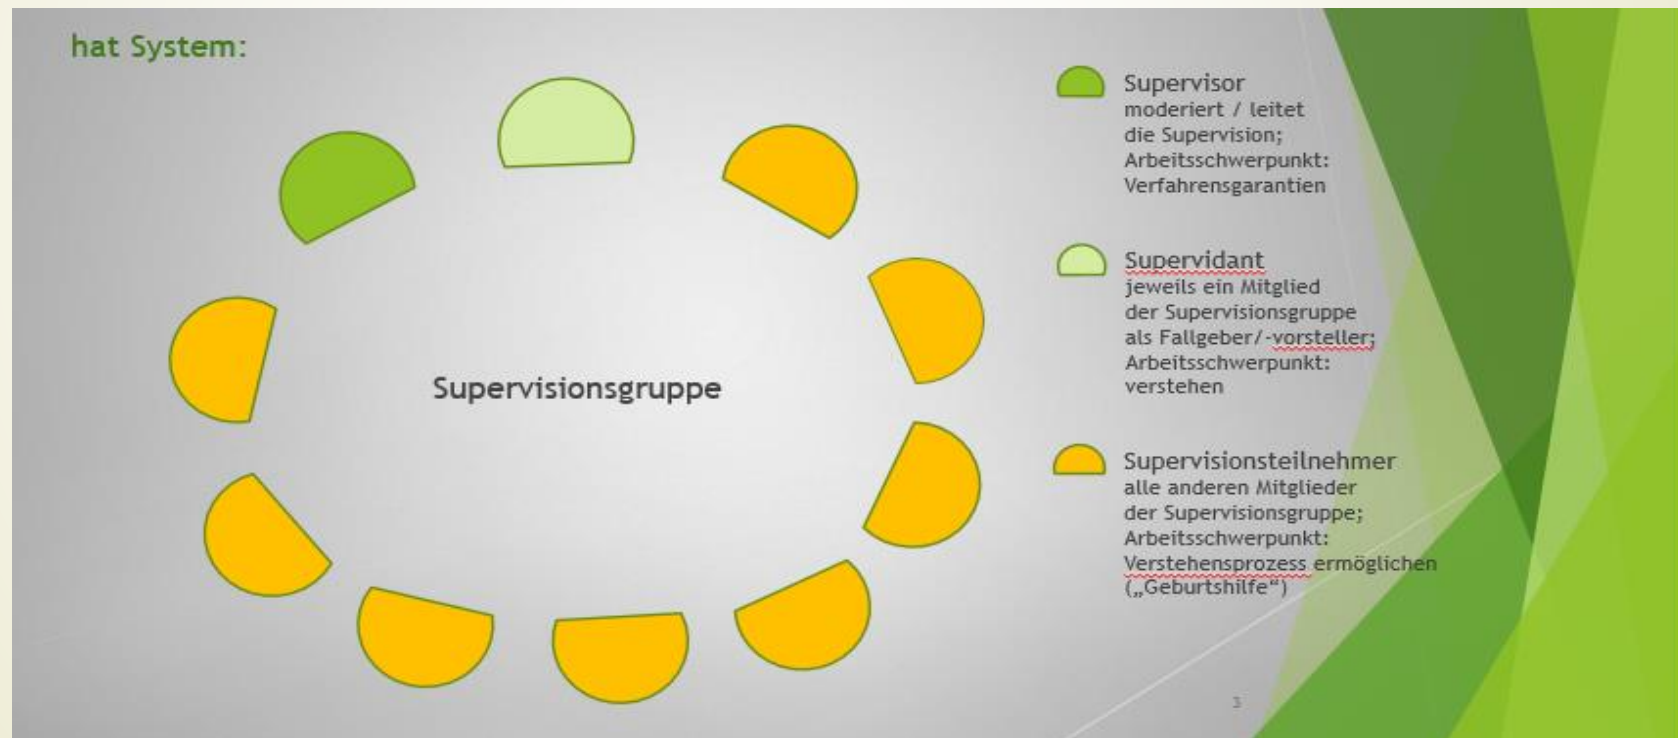 hat System:
Supervisionsgruppe
Supervisor
moderiert / leitet
die Supervision;
Arbeitsschwerpunkt:
Verfahrensgarantien
Supervidant
jeweils ein Mitglied
der Supervisionsgruppe
als Fallgeber/-vorsteller;
Arbeitsschwerpunkt:
verstehen
Supervisionsteilnehmer
alle anderen Mitglieder
der Supervisionsgruppe;
Arbeitsschwerpunkt:
Verstehensprozess ermöglichen
(„Geburtshilfe“)
3